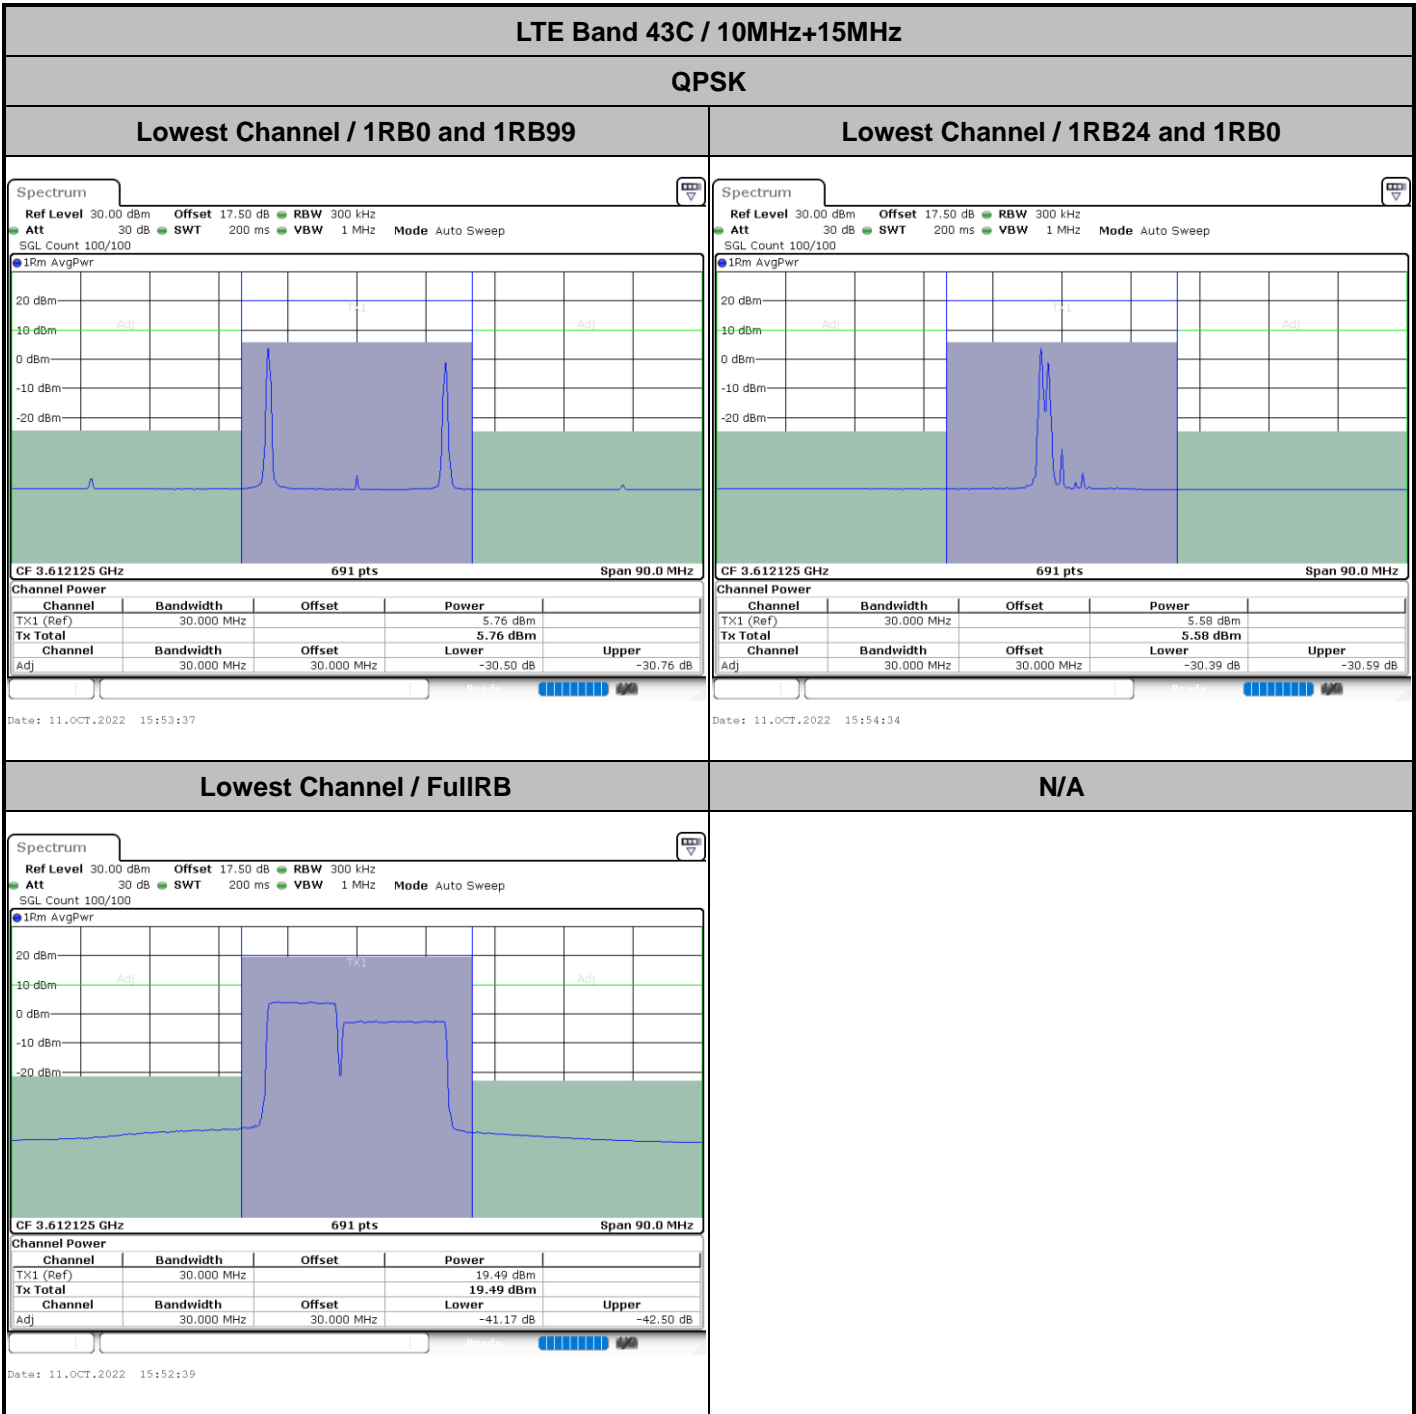 LTE Band 43C / 10MHz+15MHz
QPSK
Lowest Channel / 1RB0 and 1RB99
Lowest Channel / 1RB24 and 1RB0
Spectrum
Ref Level 30.00 dBm Offset 17.50 dB RBW 300 kHz
Att 30 dB SWT 200 ms VBW 1 MHz Mode Auto Sweep
SGL Count 100/100
1Rm AvgPwr
TX1
20 dBm
Adj Adj
10 dBm
0 dBm
-10 dBm
-20 dBm
CF 3.612125 GHz 691 pts Span 90.0 MHz
Channel Power
Channel Bandwidth Offset Power
TX1 (Ref) 30.000 MHz 5.76 dBm
Tx Total 5.76 dBm
Channel Bandwidth Offset Lower Upper
Adj 30.000 MHz 30.000 MHz -30.50 dB -30.76 dB
Ready
Date: 11.OCT.2022 15:53:37
Spectrum
Ref Level 30.00 dBm Offset 17.50 dB RBW 300 kHz
Att 30 dB SWT 200 ms VBW 1 MHz Mode Auto Sweep
SGL Count 100/100
1Rm AvgPwr
20 dBm
TX1
Adj Adj
10 dBm
0 dBm
-10 dBm
-20 dBm
CF 3.612125 GHz 691 pts Span 90.0 MHz
Channel Power
Channel Bandwidth Offset Power
TX1 (Ref) 30.000 MHz 5.58 dBm
Tx Total 5.58 dBm
Channel Bandwidth Offset Lower Upper
Adj 30.000 MHz 30.000 MHz -30.39 dB -30.59 dB
Ready
Date: 11.OCT.2022 15:54:34
Lowest Channel / FullRB
N/A
Spectrum
Ref Level 30.00 dBm Offset 17.50 dB RBW 300 kHz
Att 30 dB SWT 200 ms VBW 1 MHz Mode Auto Sweep
SGL Count 100/100
1Rm AvgPwr
20 dBm
TX1
Adj Adj
10 dBm
0 dBm
-10 dBm
-20 dBm
CF 3.612125 GHz 691 pts Span 90.0 MHz
Channel Power
Channel Bandwidth Offset Power
TX1 (Ref) 30.000 MHz 19.49 dBm
Tx Total 19.49 dBm
Channel Bandwidth Offset Lower Upper
Adj 30.000 MHz 30.000 MHz -41.17 dB -42.50 dB
Ready
Date: 11.OCT.2022 15:52:39